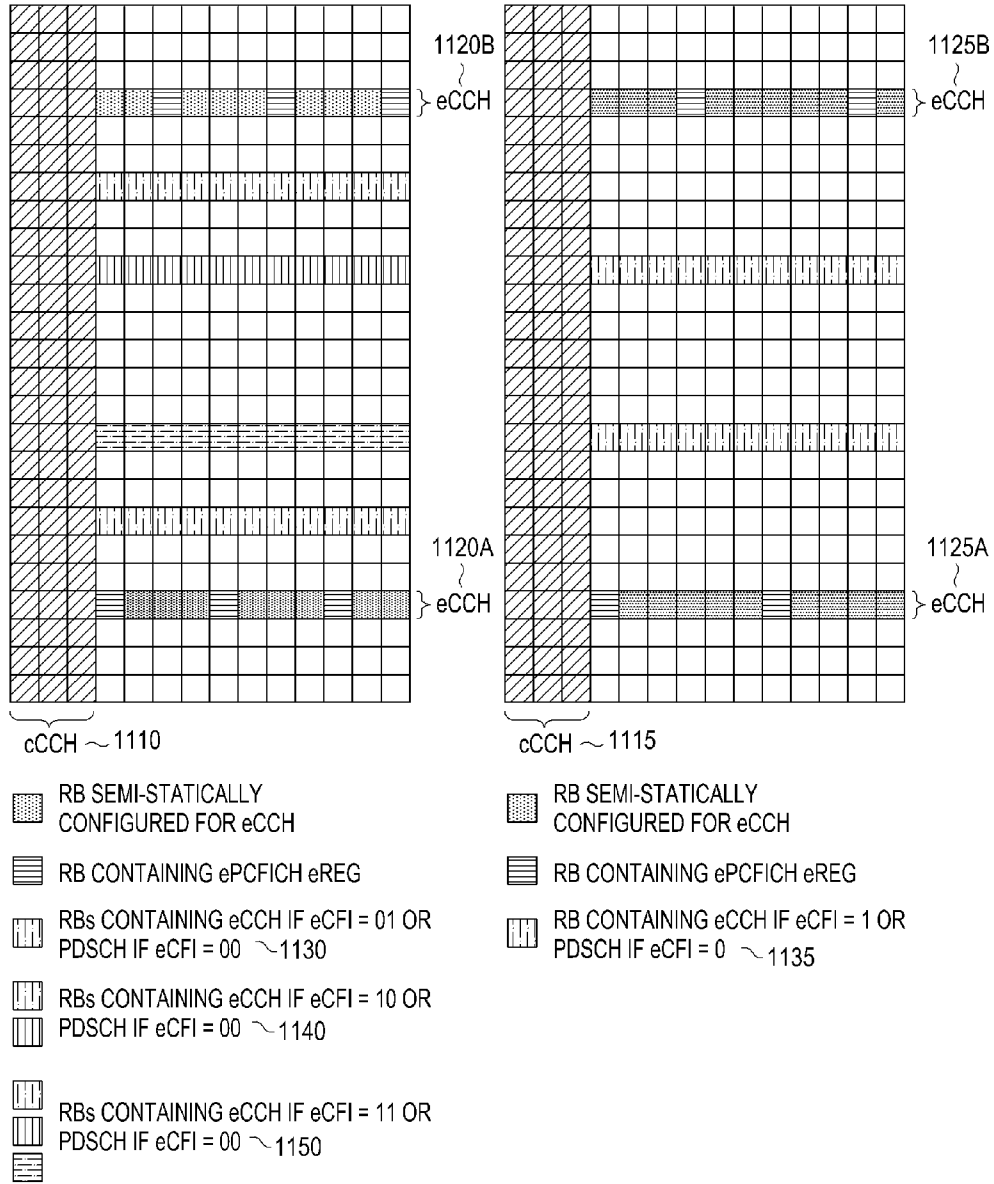 1120B
eCCH
1120A
eCCH
cCCH 1110
1125B
eCCH
1125A
eCCH
cCCH 1115
RB SEMI-STATICALLY
CONFIGURED FOR eCCH
RB CONTAINING ePCFICH eREG
RBs CONTAINING eCCH IF eCFI = 01 OR
PDSCH IF eCFI = 00 1130
RBs CONTAINING eCCH IF eCFI = 10 OR
PDSCH IF eCFI = 00 1140
RBs CONTAINING eCCH IF eCFI = 11 OR
PDSCH IF eCFI = 00 1150
RB SEMI-STATICALLY
CONFIGURED FOR eCCH
RB CONTAINING ePCFICH eREG
RB CONTAINING eCCH IF eCFI = 1 OR
PDSCH IF eCFI = 0 1135